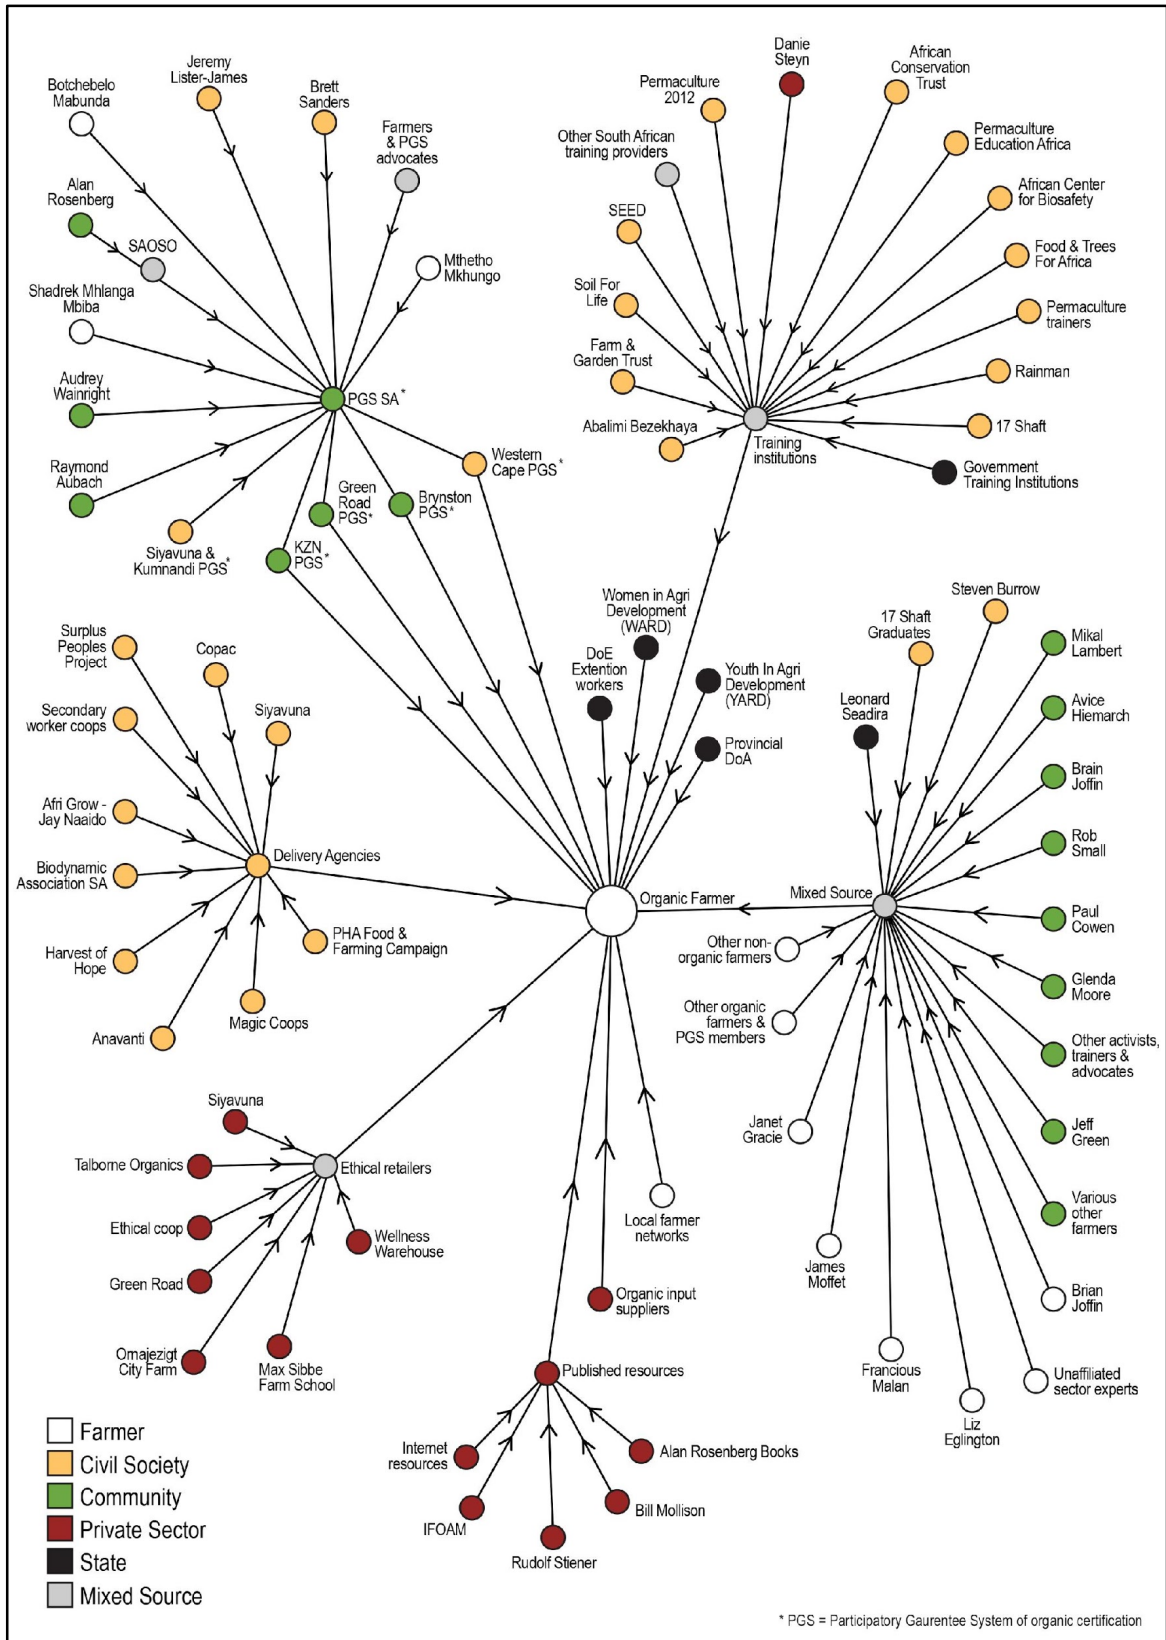 Jeremy
Lister-James
Botchebelo
Mabunda
Brett
Sanders
Farmers
& PGS
advocates
Alan
Rosenberg
SAOSO
Mthetho
Mkhungo
Shadrek Mhlanga
Mbiba
Audrey
Wainright
PGS SA *
Raymond
Aubach
Siyavuna &
Kumnandi PGS *
KZN
PGS *
Green
Road
PGS *
Brynston
PGS *
Western
Cape PGS *
Danie
Steyn
African
Conservation
Trust
Permaculture
2012
Permaculture
Education Africa
Other South African
training providers
African Center
for Biosafety
SEED
Food & Trees
For Africa
Soil For
Life
Permaculture
trainers
Farm &
Garden Trust
Rainman
Abalimi Bezekhaya
Training
institutions
17 Shaft
Government
Training Institutions
Surplus
Peoples
Project
Copac
Secondary
worker coops
Siyavuna
Afri Grow -
Jay Naaido
Delivery Agencies
Biodynamic
Association SA
PHA Food &
Farming Campaign
Harvest of
Hope
Magic Coops
Anavanti
Women in Agri
Development
(WARD)
DoE
Extention
workers
Youth In Agri
Development
(YARD)
Provincial
DoA
Organic Farmer
Steven Burrow
17 Shaft
Graduates
Mikal
Lambert
Leonard
Seadira
Avice
Hiemarch
Brain
Joffin
Rob
Small
Mixed Source
Paul
Cowen
Other non-
organic farmers
Glenda
Moore
Other organic
farmers &
PGS members
Other activists,
trainers &
advocates
Janet
Gracie
Jeff
Green
Various
other
farmers
James
Moffet
Brian
Joffin
Francious
Malan
Unaffiliated
sector experts
Liz
Eglington
Siyavuna
Talborne Organics
Ethical retailers
Ethical coop
Wellness
Warehouse
Green Road
Omajezigt
City Farm
Max Sibbe
Farm School
Local farmer
networks
Organic input
suppliers
Published resources
Internet
resources
Alan Rosenberg Books
IFOAM
Bill Mollison
Rudolf Stiener
Farmer
Civil Society
Community
Private Sector
State
Mixed Source
* PGS = Participatory Gaurentee System of organic certification